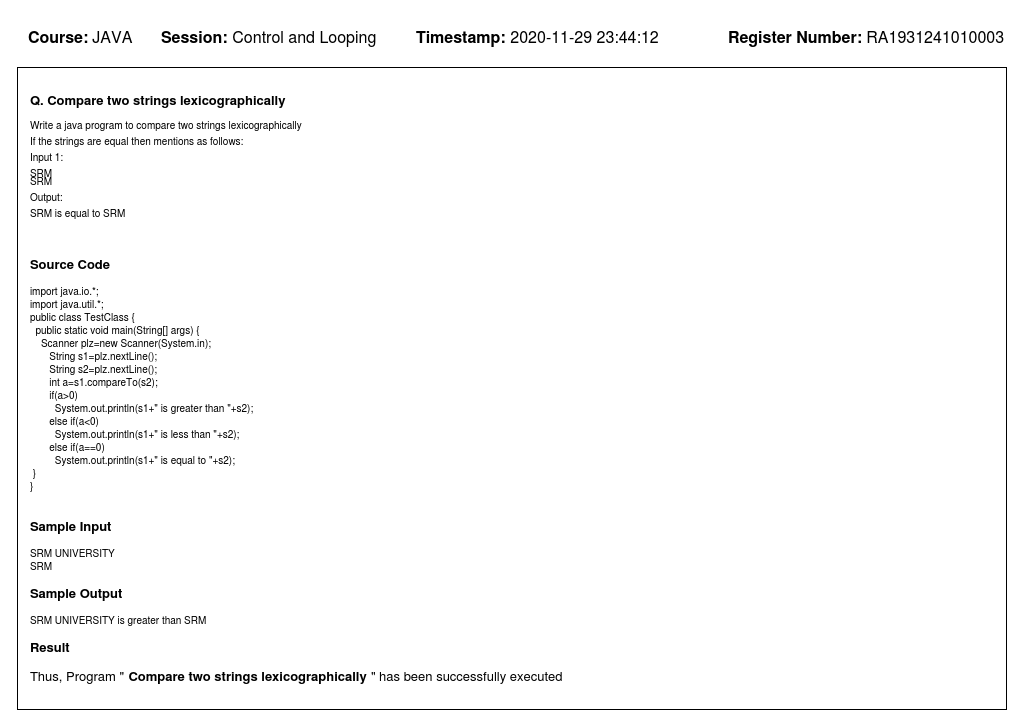 Course: JAVA Session: Control and Looping Timestamp: 2020-11-29 23:44:12 Register Number: RA1931241010003
Q. Compare two strings lexicographically
Write a java program to compare two strings lexicographically
If the strings are equal then mentions as follows:
Input 1:
SRM
SRM
Output:
SRM is equal to SRM
Source Code
import java.io.*;
import java.util.*;
public class TestClass {
  public static void main(String[] args) {
    Scanner plz=new Scanner(System.in);
       String s1=plz.nextLine();
       String s2=plz.nextLine();
       int a=s1.compareTo(s2);
       if(a>0)
         System.out.println(s1+" is greater than "+s2);
       else if(a<0)
         System.out.println(s1+" is less than "+s2);
       else if(a==0)
         System.out.println(s1+" is equal to "+s2);
 }
}
Sample Input
SRM UNIVERSITY
SRM
Sample Output
SRM UNIVERSITY is greater than SRM
Result
Thus, Program " Compare two strings lexicographically " has been successfully executed